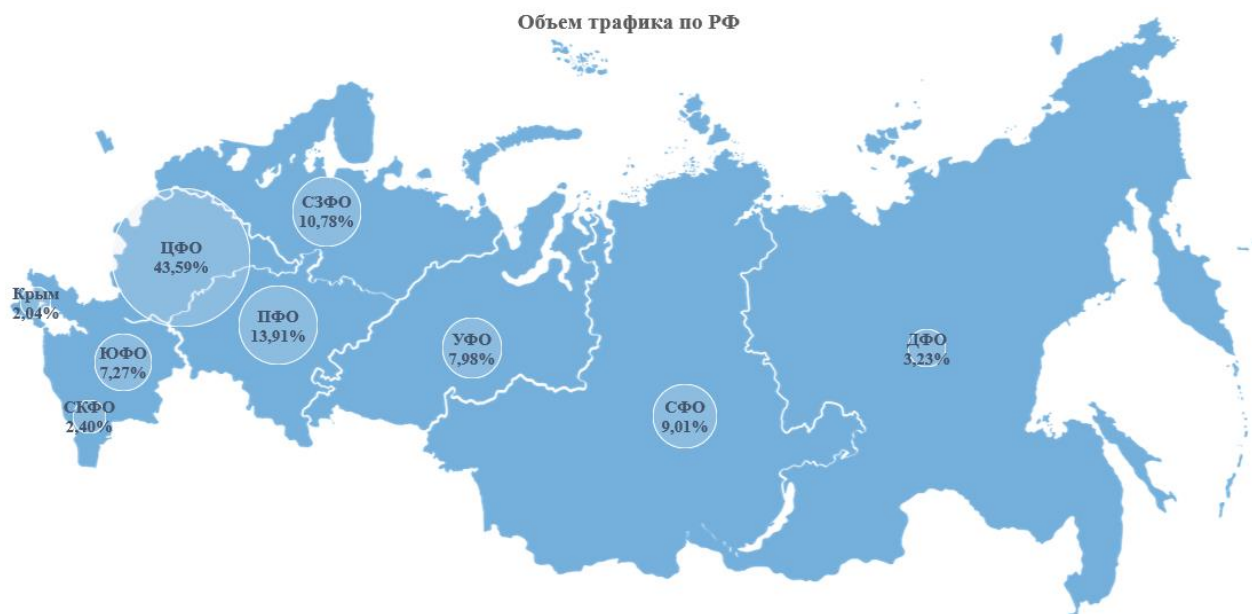 Объем трафика по РФ
СЗФО
10,78%
ЦФО
43,59%
Крым
2,04%
ПФО
13,91%
УФО
7,98%
ДФО
3,23%
ЮФО
7,27%
СКФО
2,40%
СФО
9,01%